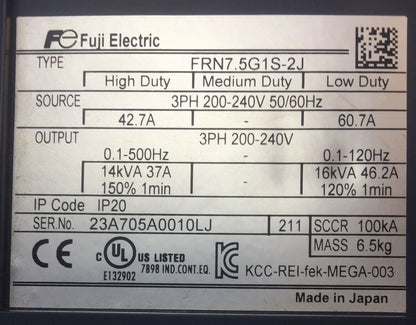 Fe Fuji Electric
TYPE FRN7.5G1S-2J
High Duty Medium Duty Low Duty
SOURCE 3PH 200-240V 50/60Hz
42.7A - 60.7A
OUTPUT 3PH 200-240V
0.1-500Hz - 0.1-120Hz
14kVA 37A 16kVA 46.2A
150% 1min - 120% 1min
IP Code IP20
SER.No. 23A705A0010LJ 211 SCCR 100kA
MASS 6.5kg
CE C UL US LISTED
E132902 7B98 IND.CONT.EQ. KCC-REI-fek-MEGA-003
Made in Japan